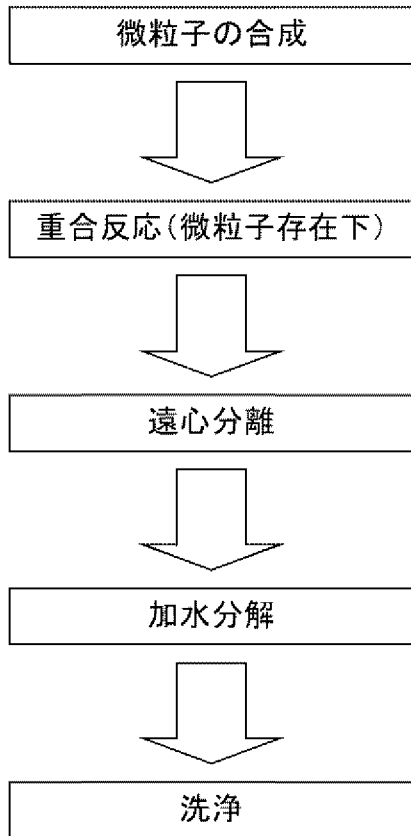 微粒子の合成
重合反応(微粒子存在下)
遠心分離
加水分解
洗浄